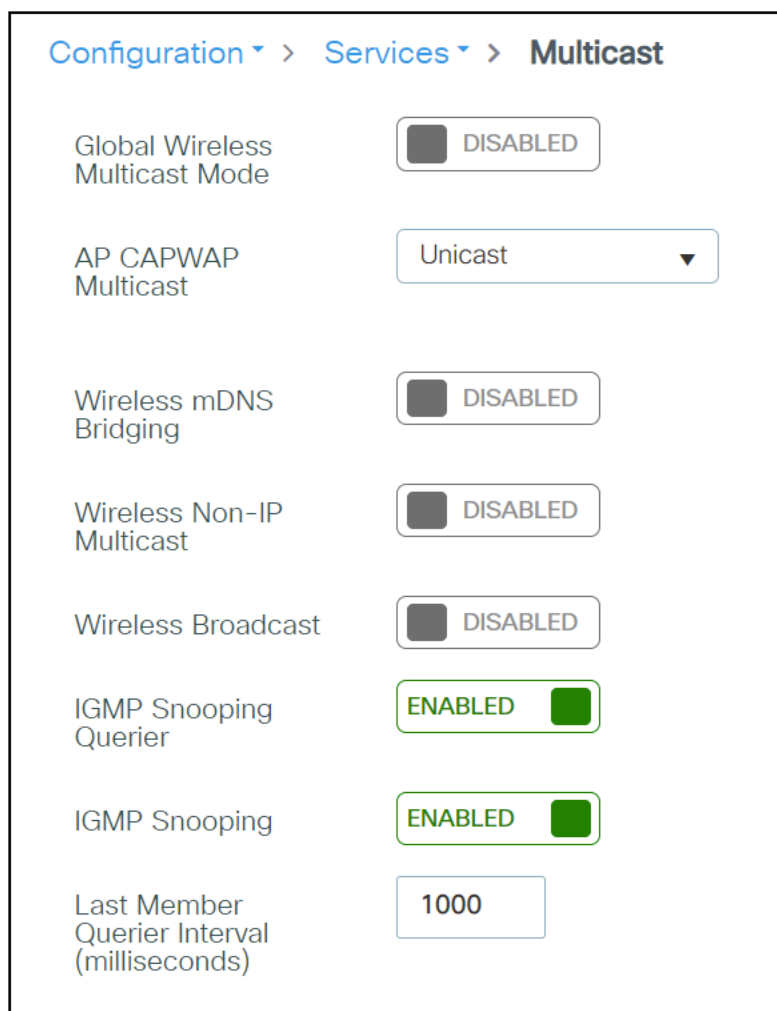 Configuration > Services > Multicast
Global Wireless
Multicast Mode
DISABLED
AP CAPWAP
Multicast
Unicast
Wireless mDNS
Bridging
DISABLED
Wireless Non-IP
Multicast
DISABLED
Wireless Broadcast
DISABLED
IGMP Snooping
Querier
ENABLED
IGMP Snooping
ENABLED
Last Member
Querier Interval
(milliseconds)
1000